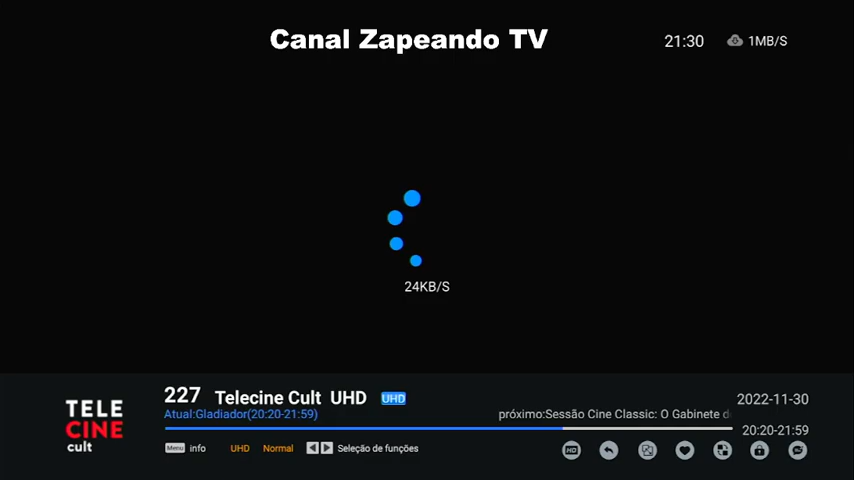 Canal Zapeando TV
21:30
1MB/S
24KB/S
TELE
CINE
cult
227 Telecine Cult UHD UHD
2022-11-30
Atual:Gladiador(20:20-21:59)
próximo:Sessão Cine Classic: O Gabinete
20:20-21:59
Menu info UHD Normal Seleção de funções
HD